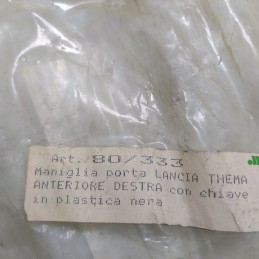 Art. 80/333
Maniglia porta LANCIA THEMA
ANTERIORE DESTRA con chiave
in plastica nera